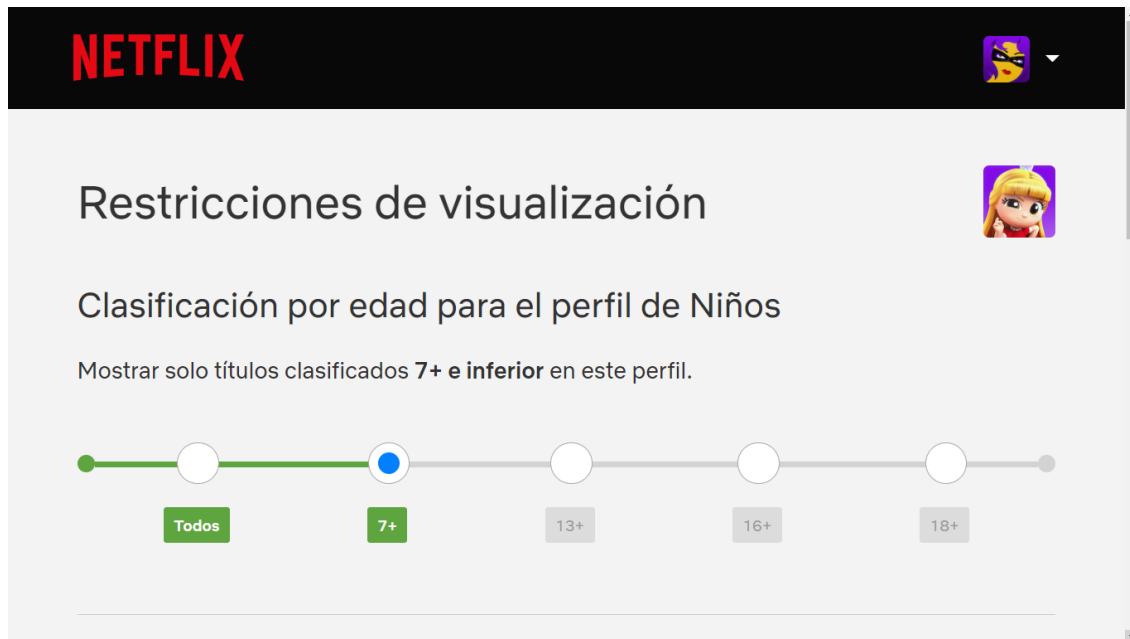 NETFLIX
Restricciones de visualización
Clasificación por edad para el perfil de Niños
Mostrar solo títulos clasificados 7+ e inferior en este perfil.
Todos 7+ 13+ 16+ 18+